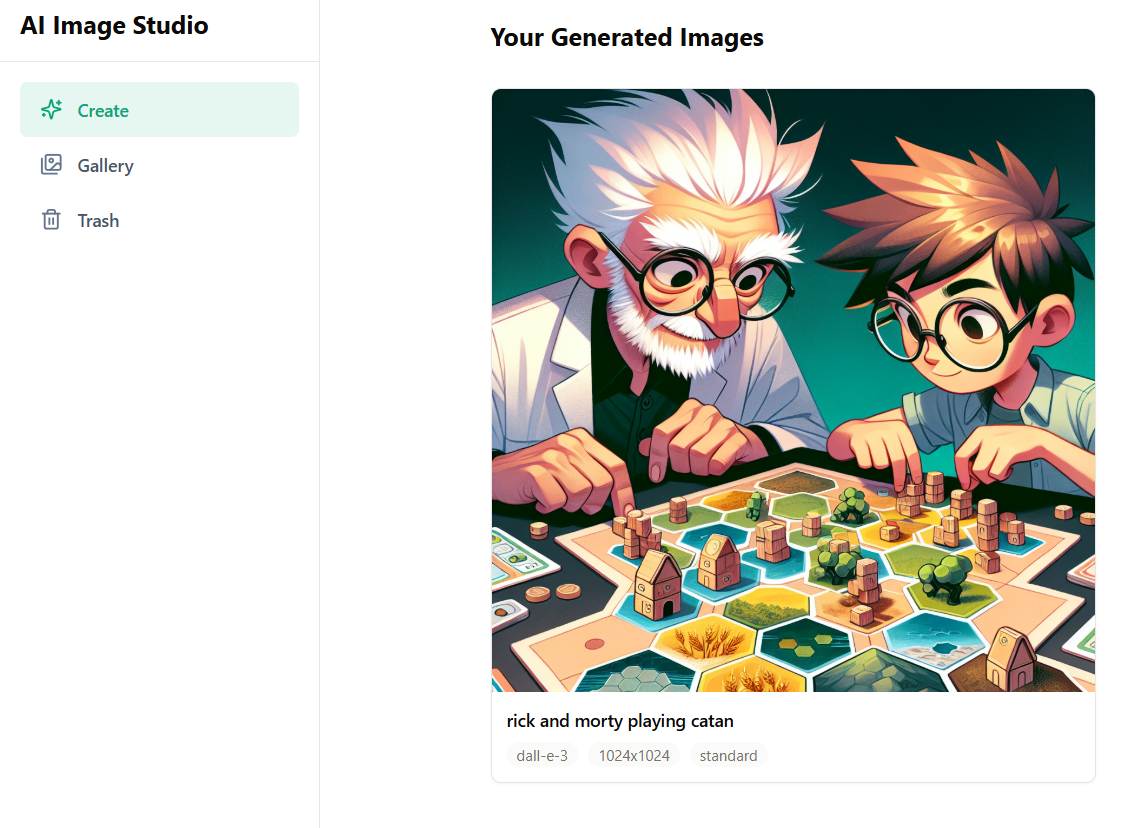 AI Image Studio
Create
Gallery
Trash
Your Generated Images
rick and morty playing catan
dall-e-3
1024x1024
standard